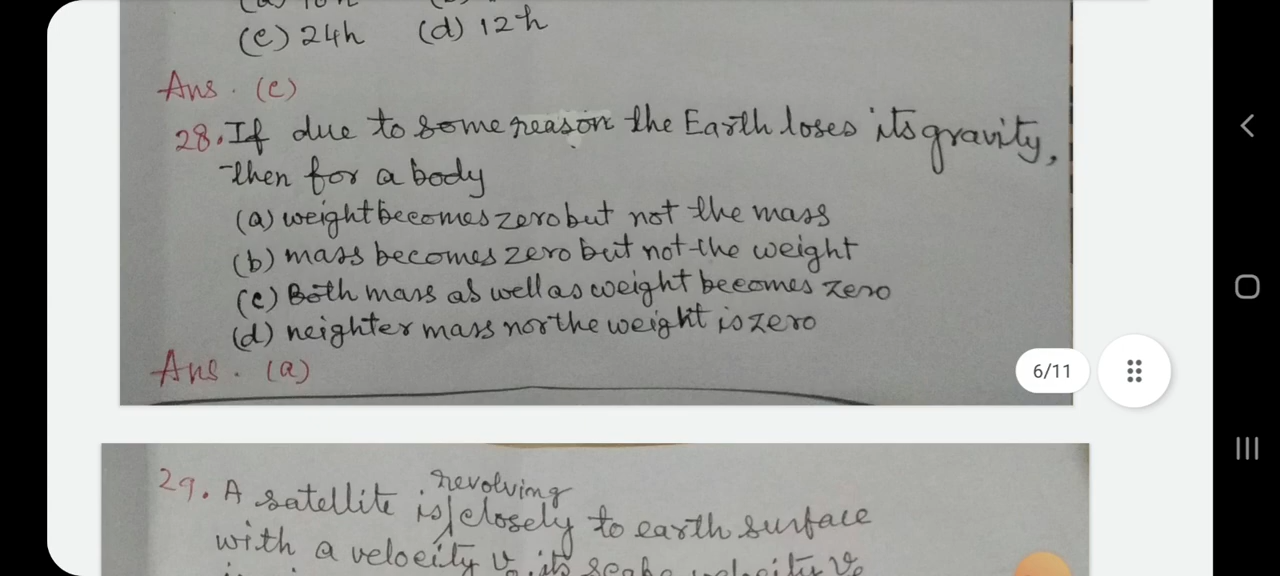 (c) 24h (d) 12h
Ans. (c)
28. If due to some reason the Earth loses its gravity,
then for a body
(a) weight becomes zero but not the mass
(b) mass becomes zero but not the weight
(c) Both mass as well as weight becomes zero
(d) neighter mass nor the weight is zero
Ans. (a)
6/11
29. A satellite is revolving closely to earth surface
with a velocity